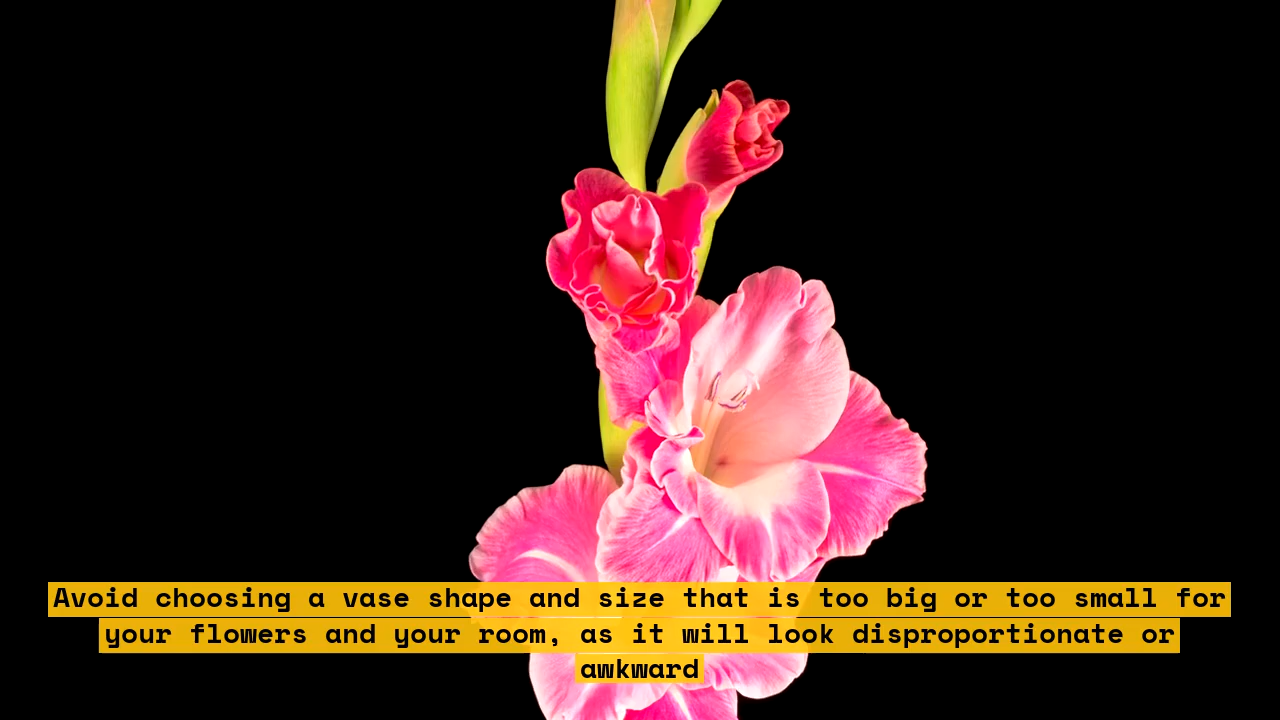 Avoid choosing a vase shape and size that is too big or too small for
your flowers and your room, as it will look disproportionate or
awkward